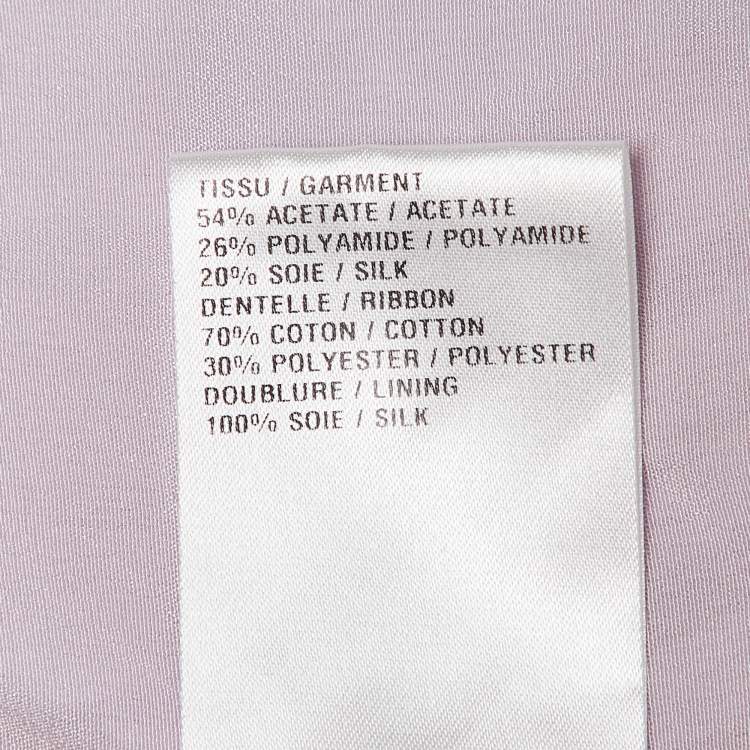 TISSU / GARMENT
54% ACETATE / ACETATE
26% POLYAMIDE / POLYAMIDE
20% SOIE / SILK
DENTELLE / RIBBON
70% COTON / COTTON
30% POLYESTER / POLYESTER
DOUBLURE / LINING
100% SOIE / SILK